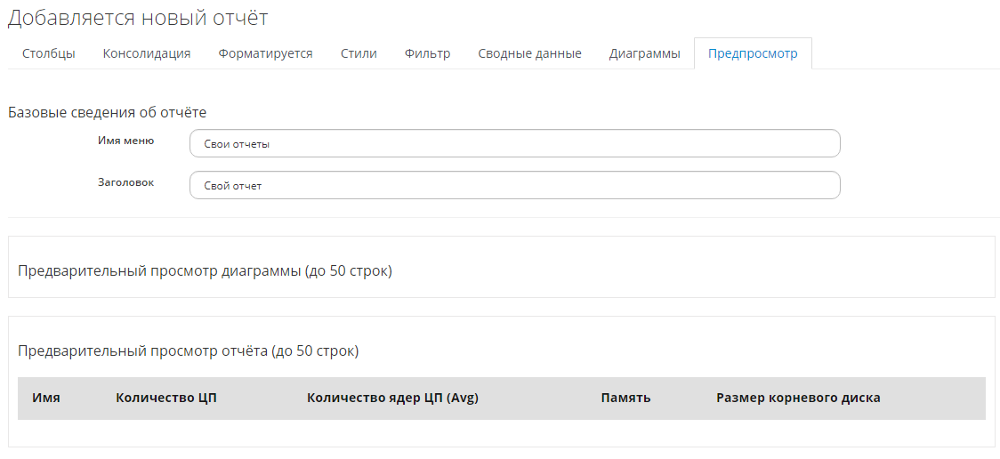 Добавляется новый отчёт
Столбцы Консолидация Форматируется Стили Фильтр Сводные данные Диаграммы Предпросмотр
Базовые сведения об отчёте
Имя меню Свои отчеты
Заголовок Свой отчет
Предварительный просмотр диаграммы (до 50 строк)
Предварительный просмотр отчёта (до 50 строк)
Имя Количество ЦП Количество ядер ЦП (Avg) Память Размер корневого диска